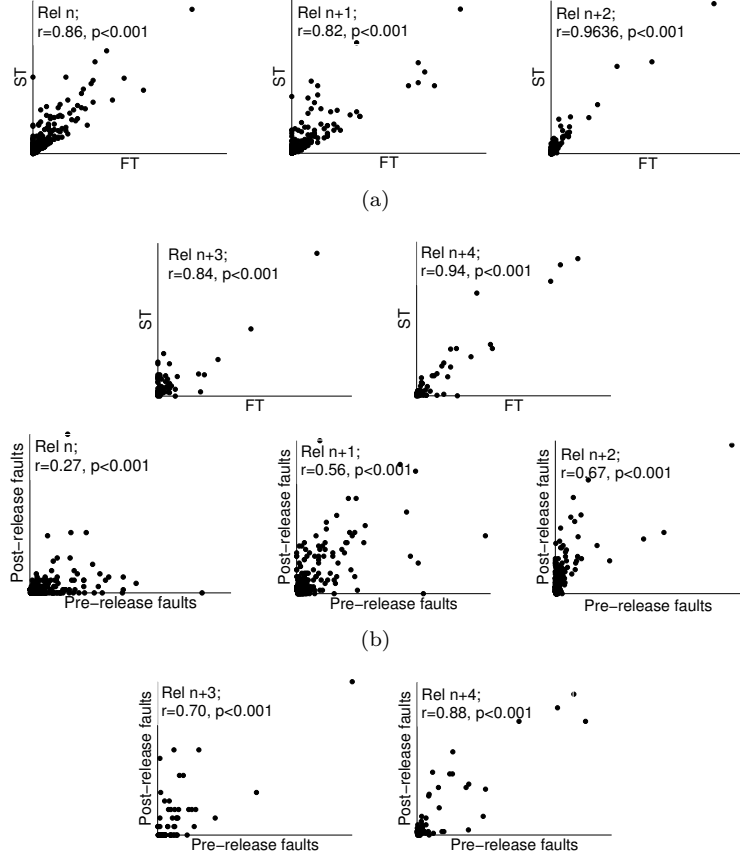 Rel n;
r=0.86, p<0.001
ST
FT
Rel n+1;
r=0.82, p<0.001
ST
FT
Rel n+2;
r=0.9636, p<0.001
ST
FT
(a)
Rel n+3;
r=0.84, p<0.001
ST
FT
Rel n+4;
r=0.94, p<0.001
ST
FT
Rel n;
r=0.27, p<0.001
Post−release faults
Pre−release faults
Rel n+1;
r=0.56, p<0.001
Post−release faults
Pre−release faults
Rel n+2;
r=0.67, p<0.001
Post−release faults
Pre−release faults
(b)
Rel n+3;
r=0.70, p<0.001
Post−release faults
Pre−release faults
Rel n+4;
r=0.88, p<0.001
Post−release faults
Pre−release faults